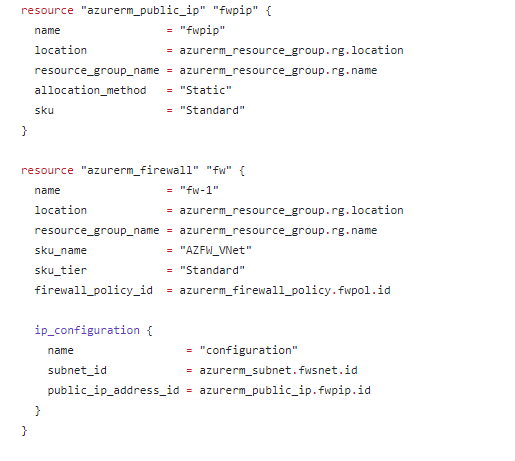 resource "azurerm_public_ip" "fwpip" {
  name                = "fwpip"
  location            = azurerm_resource_group.rg.location
  resource_group_name = azurerm_resource_group.rg.name
  allocation_method   = "Static"
  sku                 = "Standard"
}

resource "azurerm_firewall" "fw" {
  name                = "fw-1"
  location            = azurerm_resource_group.rg.location
  resource_group_name = azurerm_resource_group.rg.name
  sku_name            = "AZFW_VNet"
  sku_tier            = "Standard"
  firewall_policy_id  = azurerm_firewall_policy.fwpol.id

  ip_configuration {
    name                 = "configuration"
    subnet_id            = azurerm_subnet.fwsnet.id
    public_ip_address_id = azurerm_public_ip.fwpip.id
  }
}